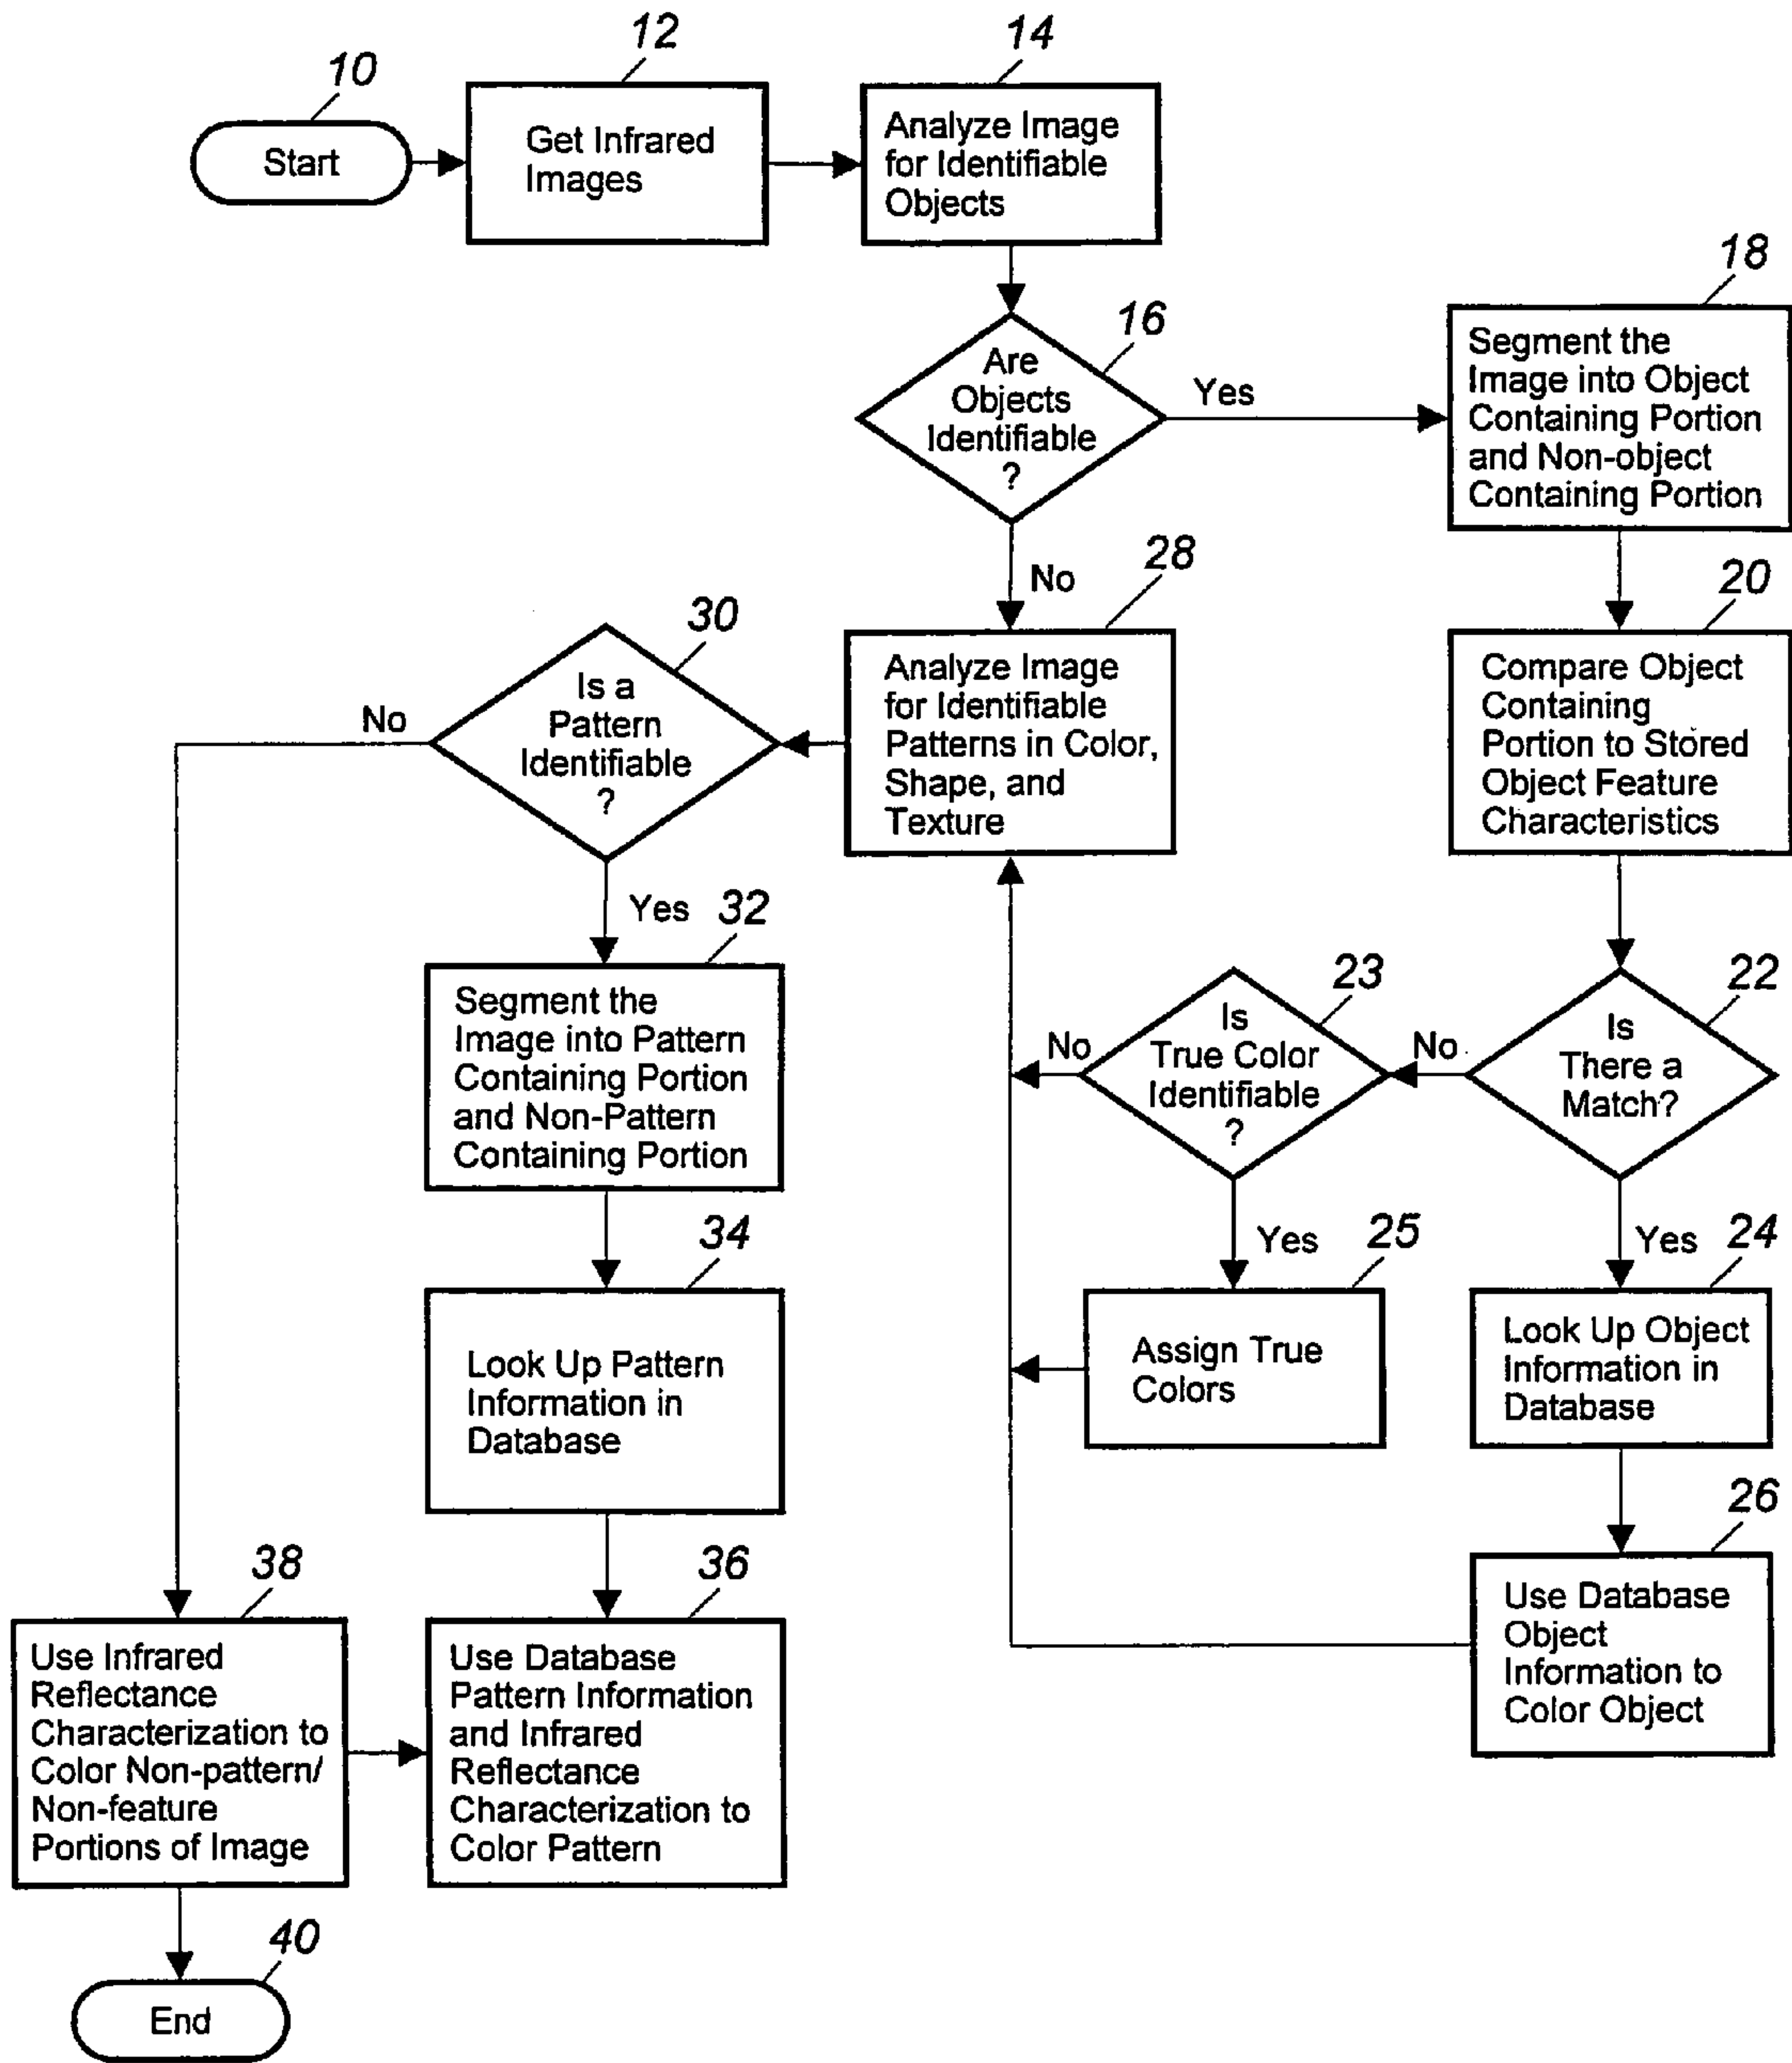 10
Start
12
Get Infrared
Images
14
Analyze Image
for Identifiable
Objects
16
Are
Objects
Identifiable
?
Yes
No
18
Segment the
Image into Object
Containing Portion
and Non-object
Containing Portion
20
Compare Object
Containing
Portion to Stored
Object Feature
Characteristics
22
Is
There a
Match?
No
Yes
23
Is
True Color
Identifiable
?
No
Yes
24
Look Up Object
Information in
Database
25
Assign True
Colors
26
Use Database
Object
Information to
Color Object
28
Analyze Image
for Identifiable
Patterns in Color,
Shape, and
Texture
30
Is a
Pattern
Identifiable
?
No
Yes
32
Segment the
Image into Pattern
Containing Portion
and Non-Pattern
Containing Portion
34
Look Up Pattern
Information in
Database
36
Use Database
Pattern Information
and Infrared
Reflectance
Characterization to
Color Pattern
38
Use Infrared
Reflectance
Characterization to
Color Non-pattern/
Non-feature
Portions of Image
40
End